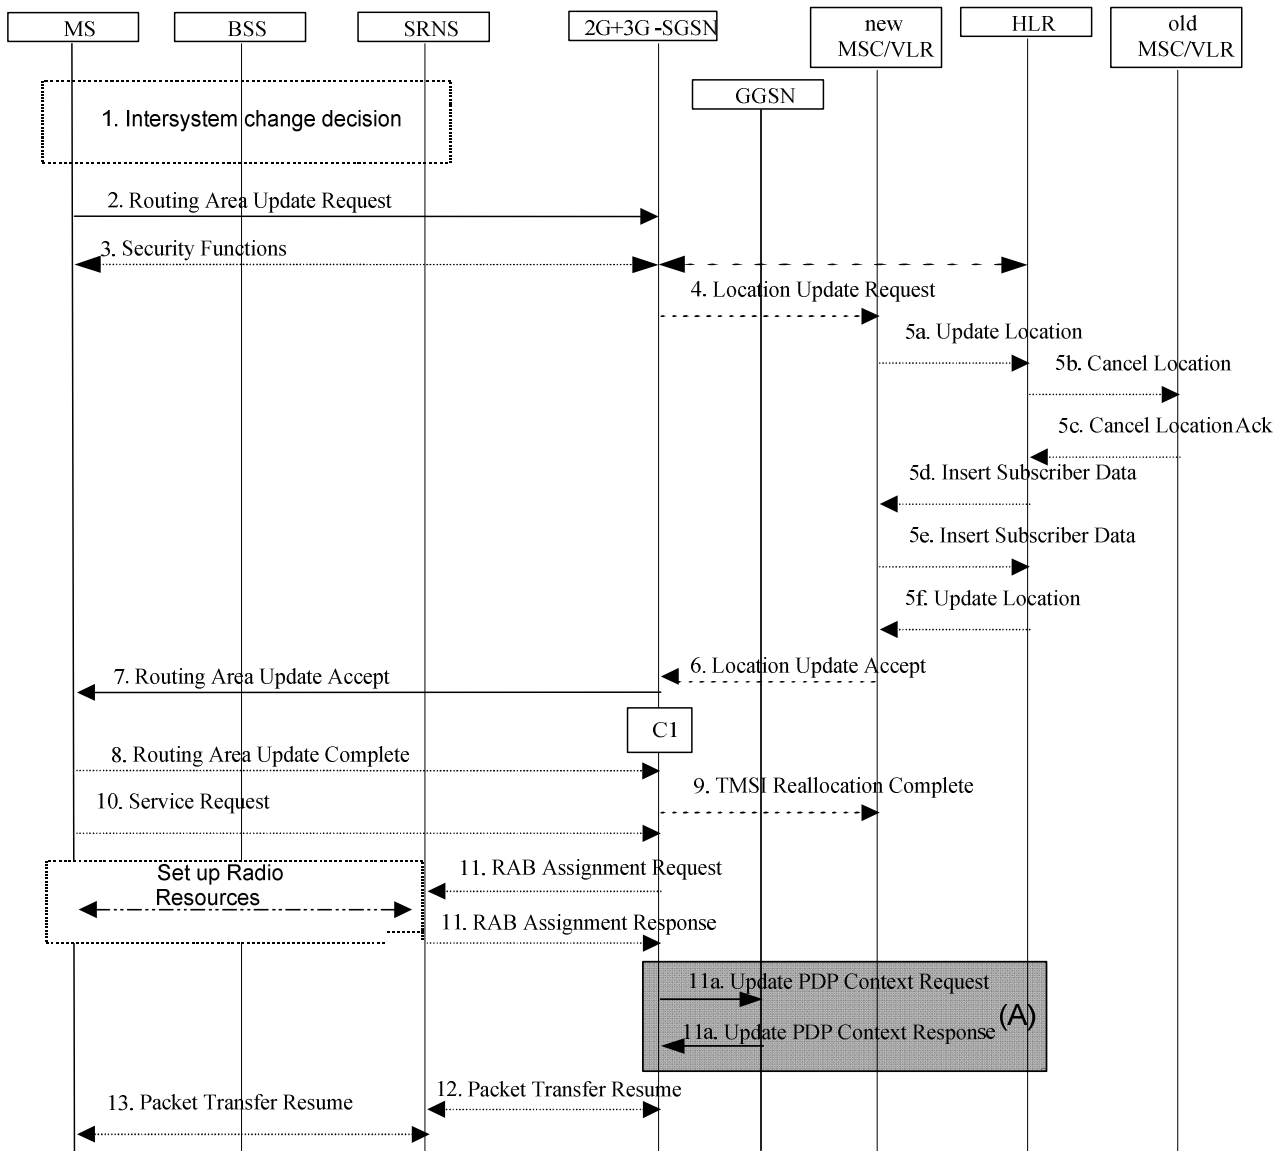 MS
BSS
SRNS
2G+3G -SGSN
new
MSC/VLR
HLR
old
MSC/VLR
GGSN
1. Intersystem change decision
2. Routing Area Update Request
3. Security Functions
4. Location Update Request
5a. Update Location
5b. Cancel Location
5c. Cancel Location Ack
5d. Insert Subscriber Data
5e. Insert Subscriber Data
5f. Update Location
6. Location Update Accept
7. Routing Area Update Accept
C1
8. Routing Area Update Complete
9. TMSI Reallocation Complete
10. Service Request
11. RAB Assignment Request
Set up Radio
Resources
11. RAB Assignment Response
11a. Update PDP Context Request
(A)
11a. Update PDP Context Response
12. Packet Transfer Resume
13. Packet Transfer Resume